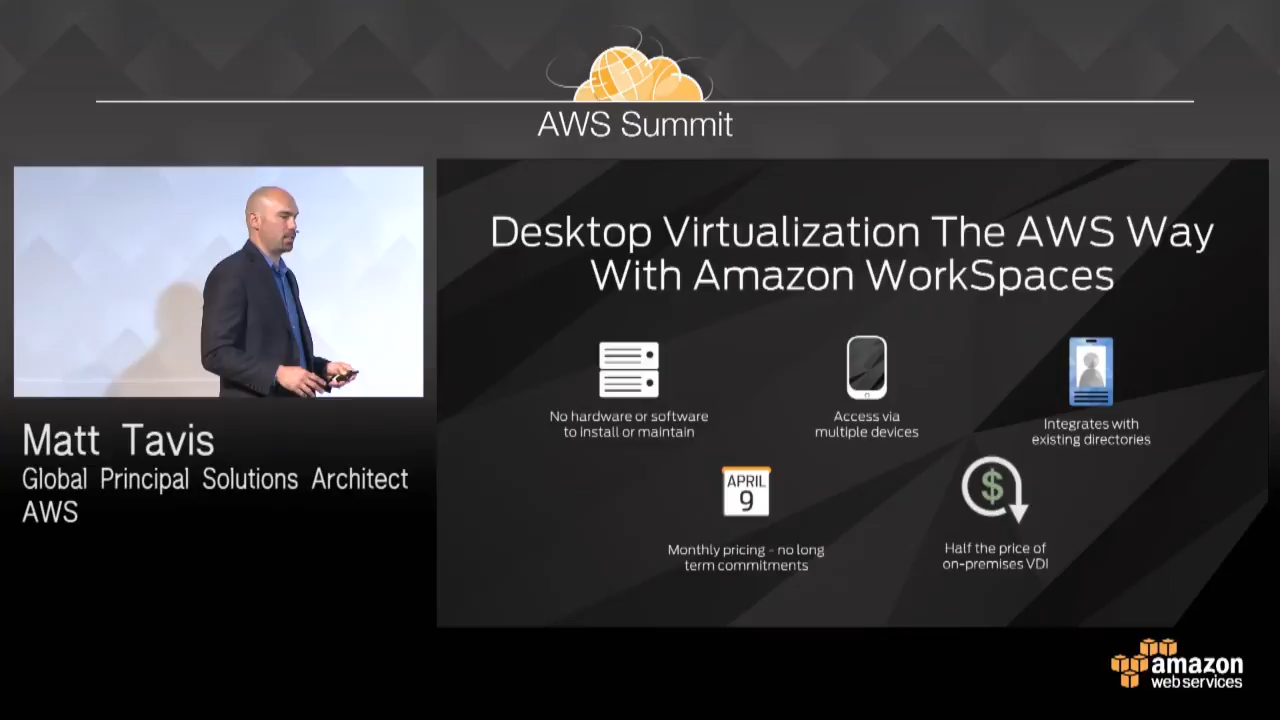 AWS Summit
Desktop Virtualization The AWS Way
With Amazon WorkSpaces
No hardware or software
to install or maintain
Access via
multiple devices
Integrates with
existing directories
APRIL
9
$
Monthly pricing - no long
term commitments
Half the price of
on-premises VDI
Matt Tavis
Global Principal Solutions Architect
AWS
amazon
web services